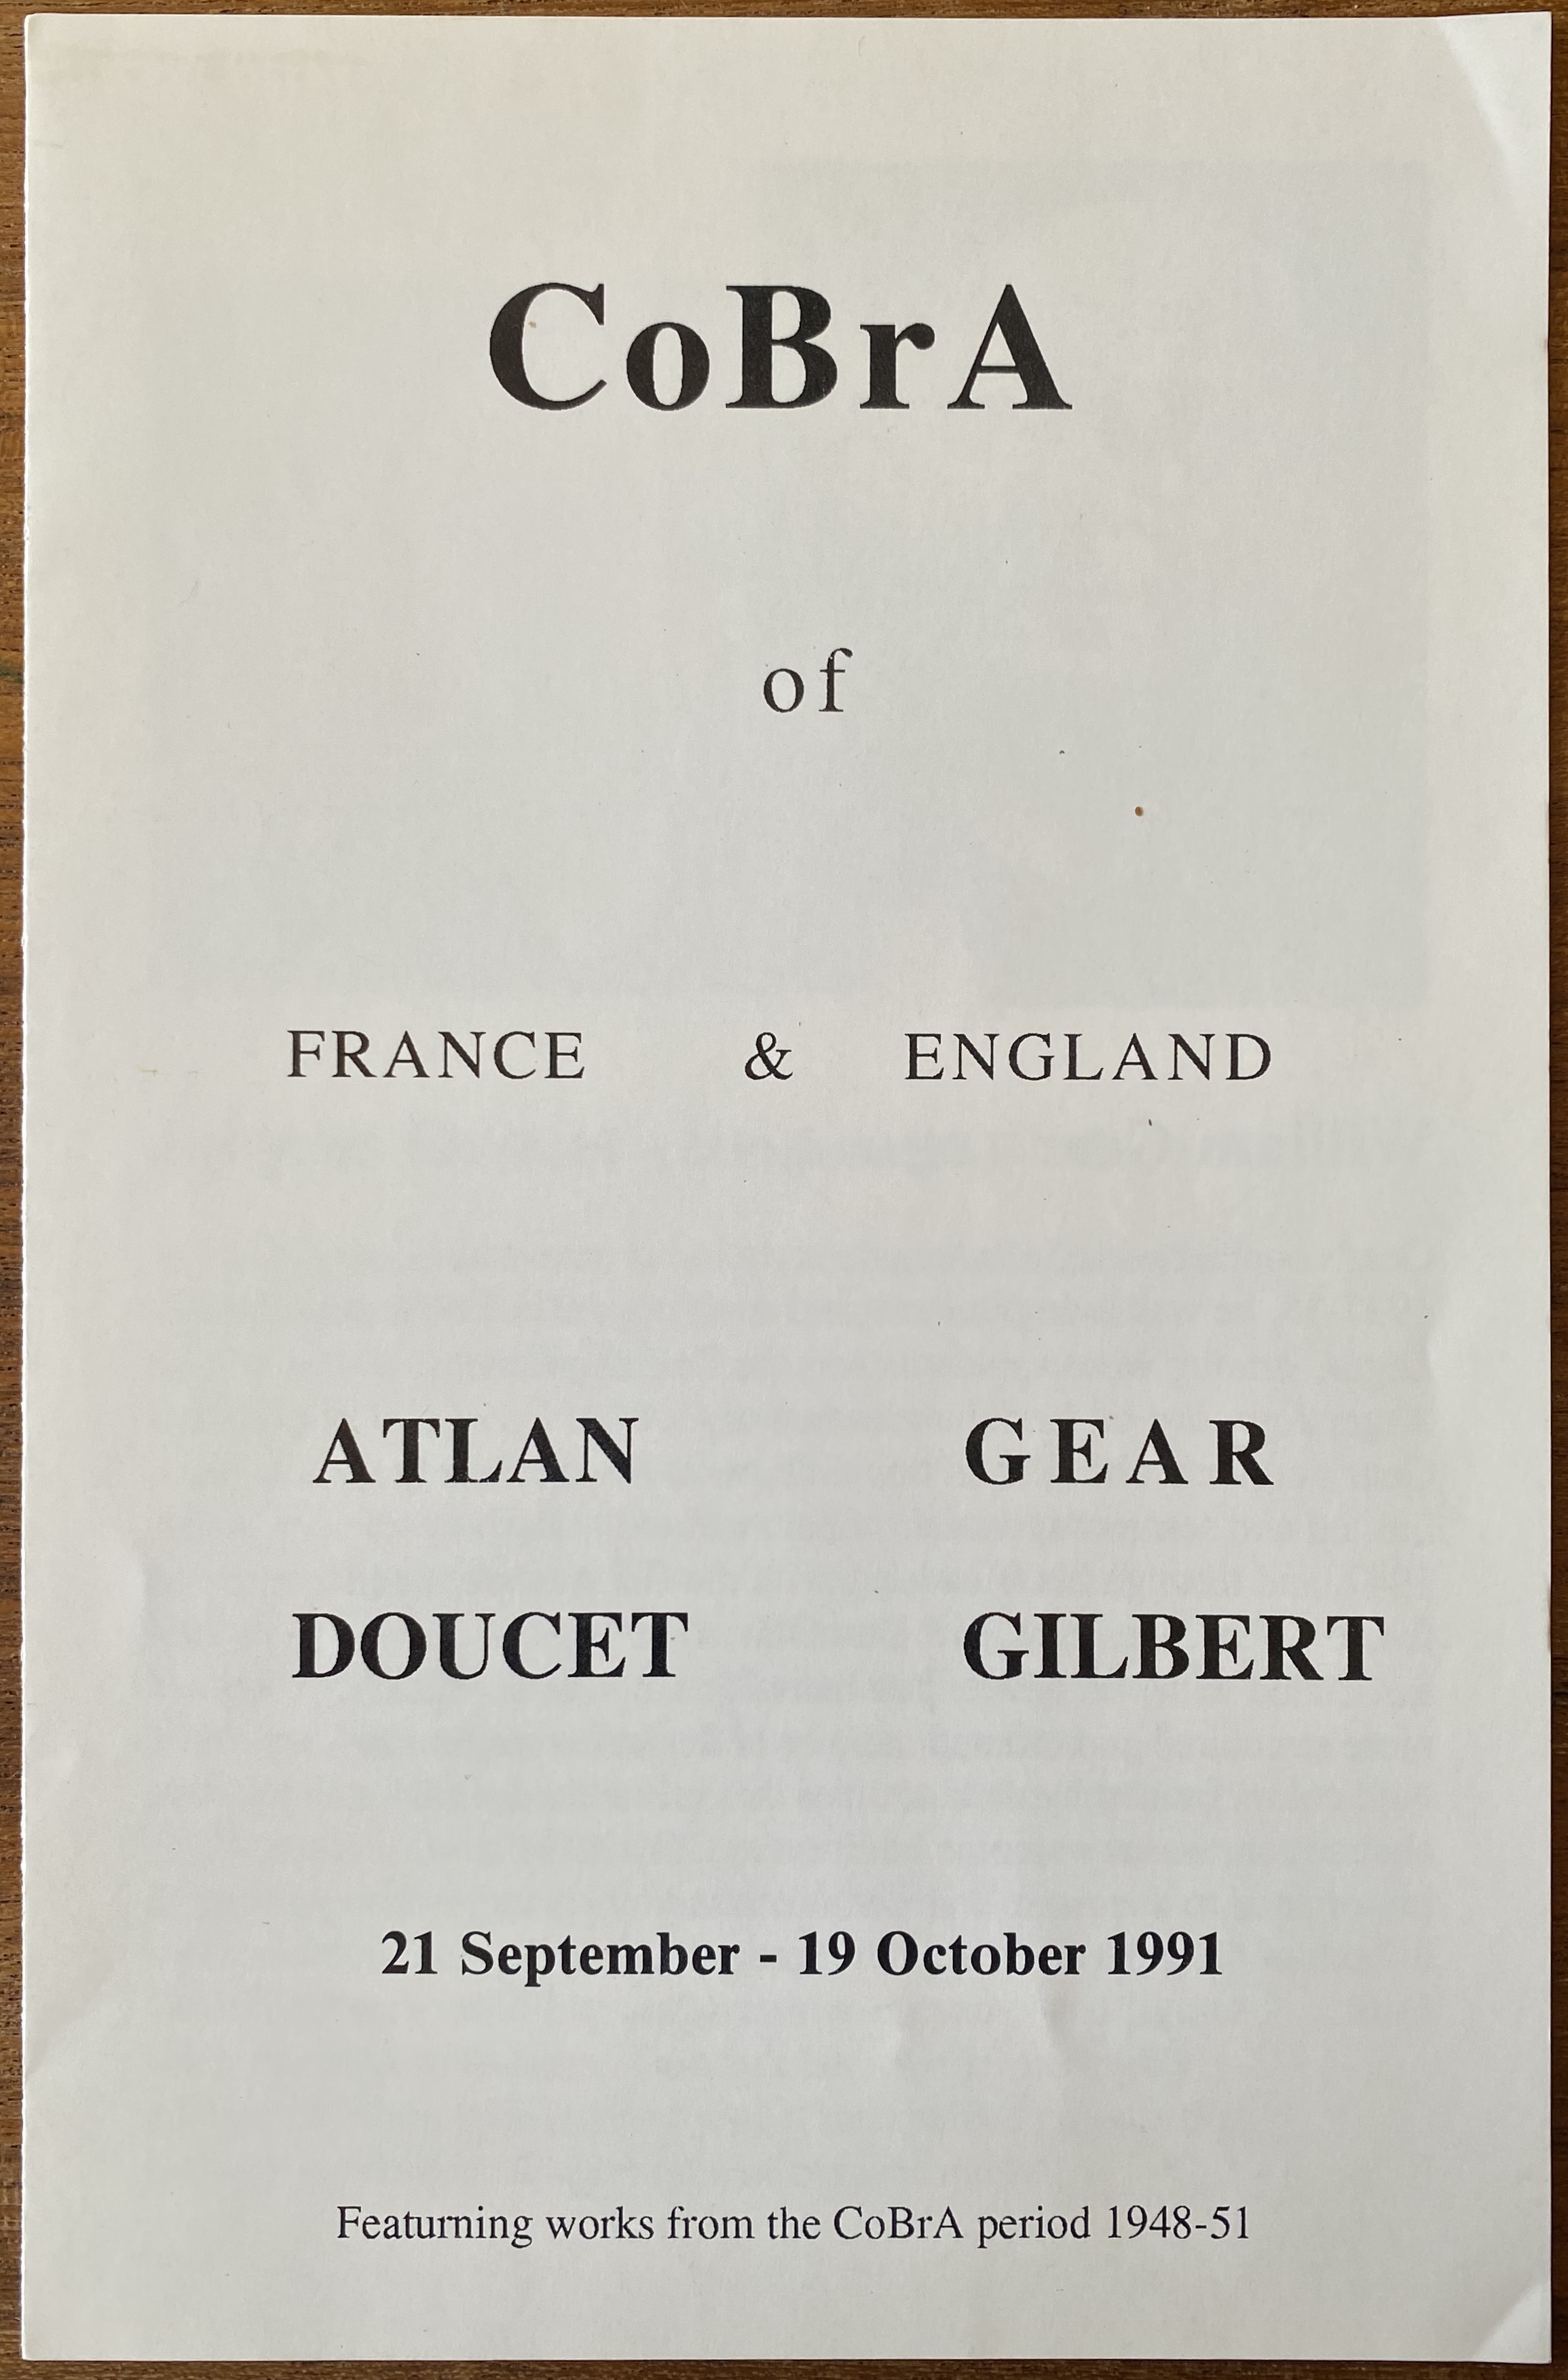 CoBrA
of
FRANCE & ENGLAND
ATLAN GEAR
DOUCET GILBERT
21 September - 19 October 1991
Featurning works from the CoBrA period 1948-51